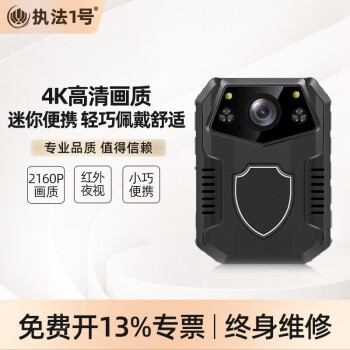 执法1号®
4K高清画质
迷你便携 轻巧佩戴舒适
专业品质 值得信赖
2160P
画质
红外
夜视
小巧
便携
免费开13%专票 | 终身维修